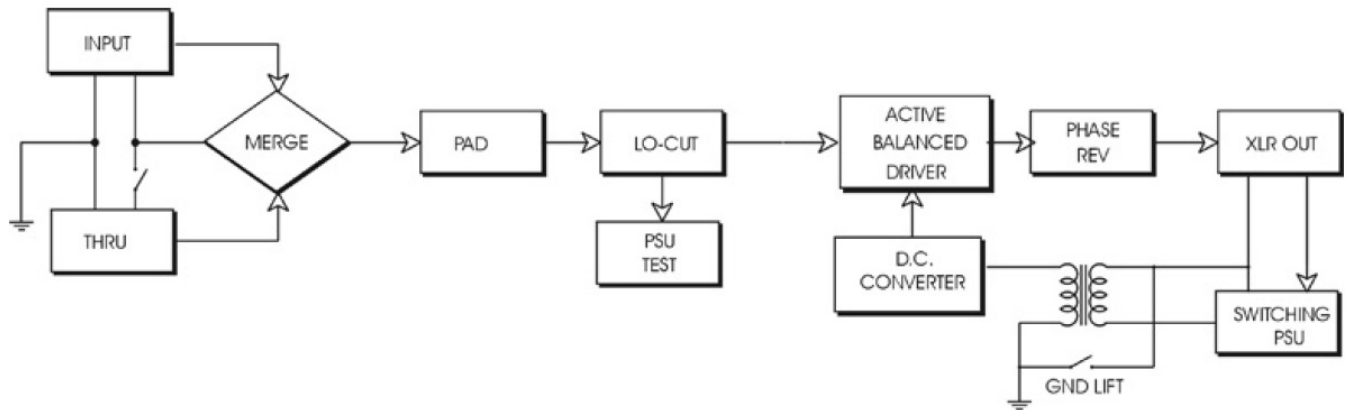 INPUT
MERGE
THRU
PAD
LO-CUT
PSU
TEST
ACTIVE
BALANCED
DRIVER
D.C.
CONVERTER
PHASE
REV
XLR OUT
SWITCHING
PSU
GND LIFT